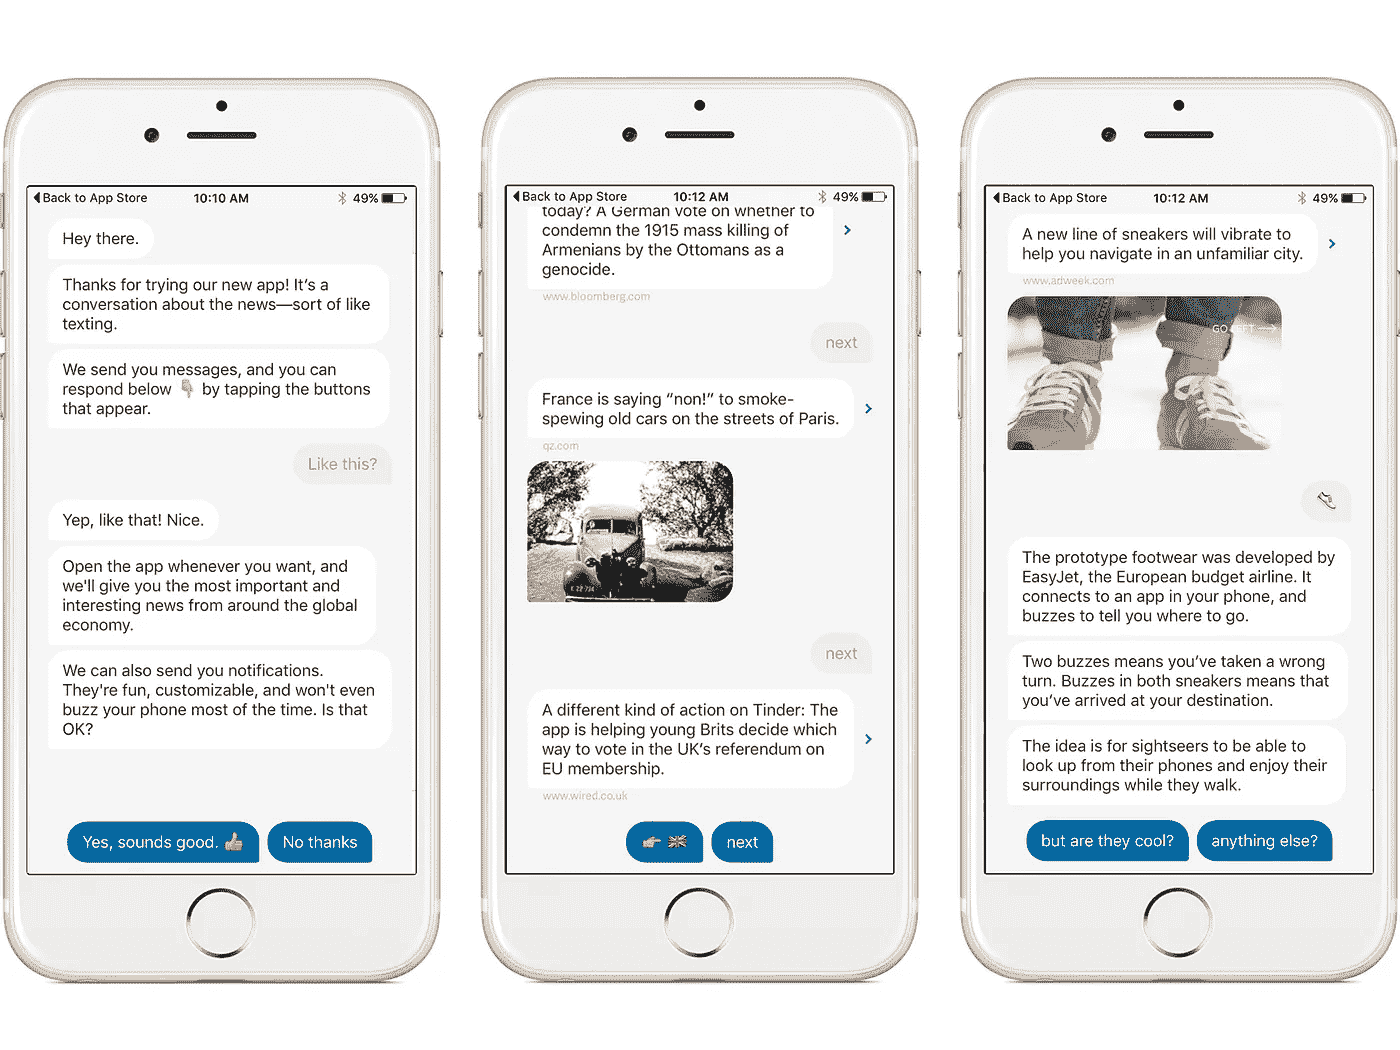 Back to App Store 10:10 AM 49%
Hey there.
Thanks for trying our new app! It's a
conversation about the news—sort of like
texting.
We send you messages, and you can
respond below 👇 by tapping the buttons
that appear.
Like this?
Yep, like that! Nice.
Open the app whenever you want, and
we'll give you the most important and
interesting news from around the global
economy.
We can also send you notifications.
They're fun, customizable, and won't even
buzz your phone most of the time. Is that
OK?
Yes, sounds good. 👍 No thanks
Back to App Store 10:12 AM 49%
today? A German vote on whether to
condemn the 1915 mass killing of
Armenians by the Ottomans as a
genocide.
www.bloomberg.com
next
France is saying “non!” to smoke-
spewing old cars on the streets of Paris.
qz.com
next
A different kind of action on Tinder: The
app is helping young Brits decide which
way to vote in the UK's referendum on
EU membership.
www.wired.co.uk
👉 🇬🇧 next
Back to App Store 10:12 AM 49%
A new line of sneakers will vibrate to
help you navigate in an unfamiliar city.
www.adweek.com
GO LEFT
The prototype footwear was developed by
EasyJet, the European budget airline. It
connects to an app in your phone, and
buzzes to tell you where to go.
Two buzzes means you've taken a wrong
turn. Buzzes in both sneakers means that
you've arrived at your destination.
The idea is for sightseers to be able to
look up from their phones and enjoy their
surroundings while they walk.
but are they cool? anything else?